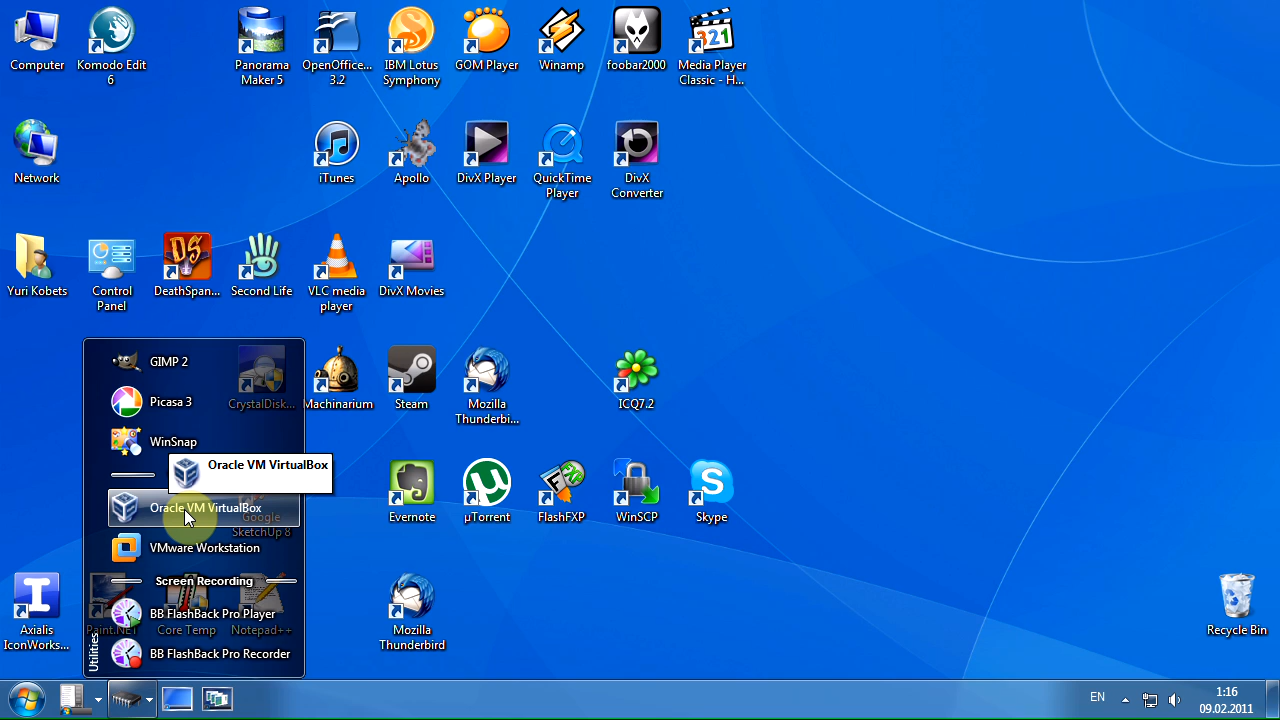 Computer
Komodo Edit
6
Panorama
Maker 5
OpenOffice...
3.2
IBM Lotus
Symphony
GOM Player
Winamp
foobar2000
321
Media Player
Classic - H...
Network
iTunes
Apollo
DivX Player
QuickTime
Player
DivX
Converter
Yuri Kobets
Control
Panel
DS
DeathSpan...
Second Life
VLC media
player
DivX Movies
GIMP 2
Picasa 3
WinSnap
Oracle VM VirtualBox
Oracle VM VirtualBox
VMware Workstation
Screen Recording
BB FlashBack Pro Player
BB FlashBack Pro Recorder
Utilities
CrystalDisk...
Machinarium
Steam
Mozilla
Thunderbi...
ICQ7.2
Google
SketchUp 8
Evernote
µTorrent
FlashFXP
WinSCP
S
Skype
I
Axialis
IconWorks...
Paint.NET
Core Temp
Notepad++
Mozilla
Thunderbird
Recycle Bin
EN
1:16
09.02.2011